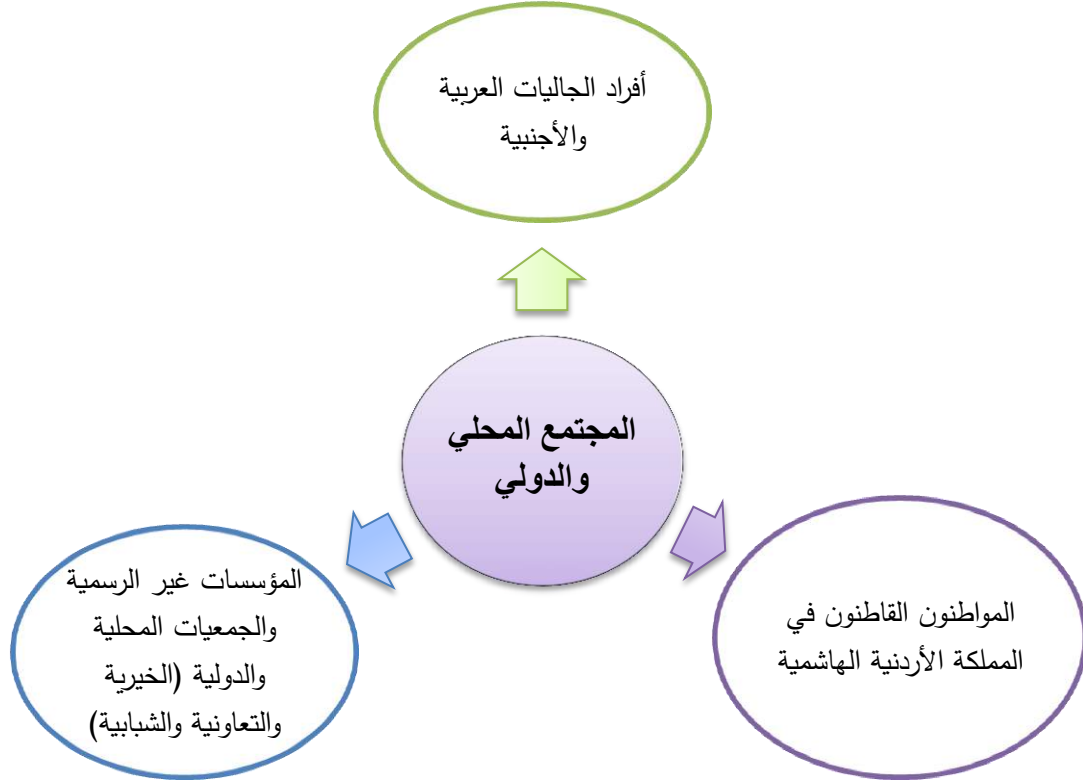 أفراد الجاليات العربية
والأجنبية
المجتمع المحلي
والدولي
المواطنون القاطنون في
المملكة الأردنية الهاشمية
المؤسسات غير الرسمية
والجمعيات المحلية
والدولية (الخيرية
والتعاونية والشبابية)